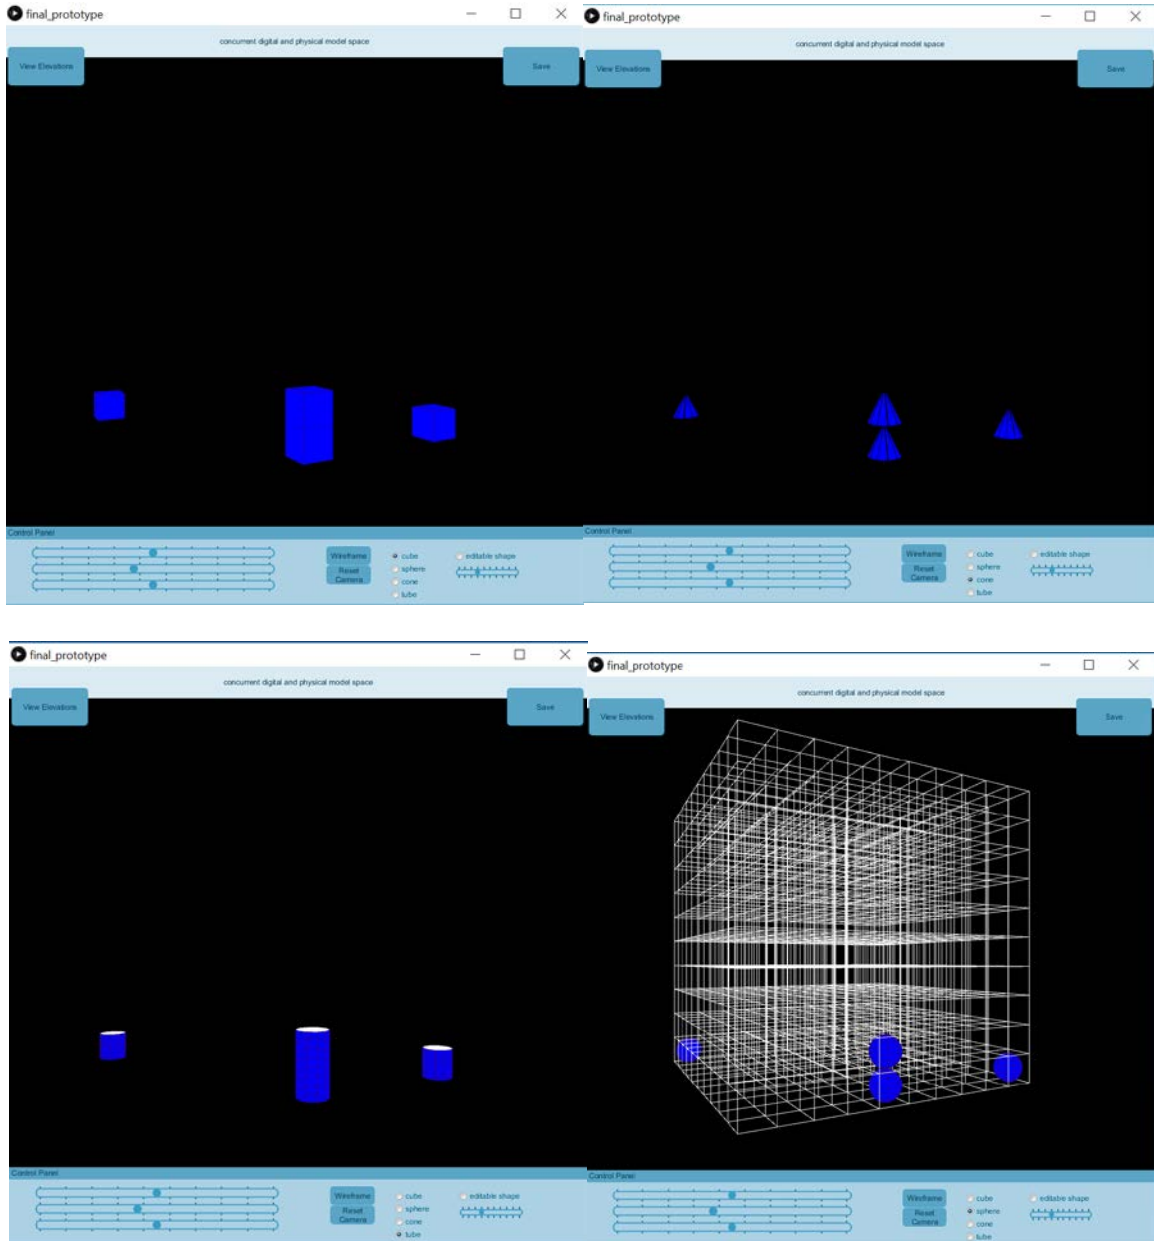 final_prototype
concurrent digital and physical model space
View Elevations
Save
Control Panel
Wireframe
Reset
Camera
cube
sphere
cone
tube
editable shape
final_prototype
concurrent digital and physical model space
View Elevations
Save
Control Panel
Wireframe
Reset
Camera
cube
sphere
cone
tube
editable shape
final_prototype
concurrent digital and physical model space
View Elevations
Save
Control Panel
Wireframe
Reset
Camera
cube
sphere
cone
tube
editable shape
final_prototype
concurrent digital and physical model space
View Elevations
Save
Control Panel
Wireframe
Reset
Camera
cube
sphere
cone
tube
editable shape